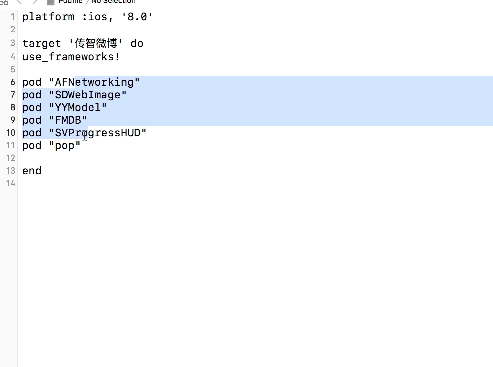 Podfile  No Selection
1 platform :ios, '8.0'
2
3 target '传智微博' do
4 use_frameworks!
5
6 pod "AFNetworking"
7 pod "SDWebImage"
8 pod "YYModel"
9 pod "FMDB"
10 pod "SVProgressHUD"
11 pod "pop"
12
13 end
14